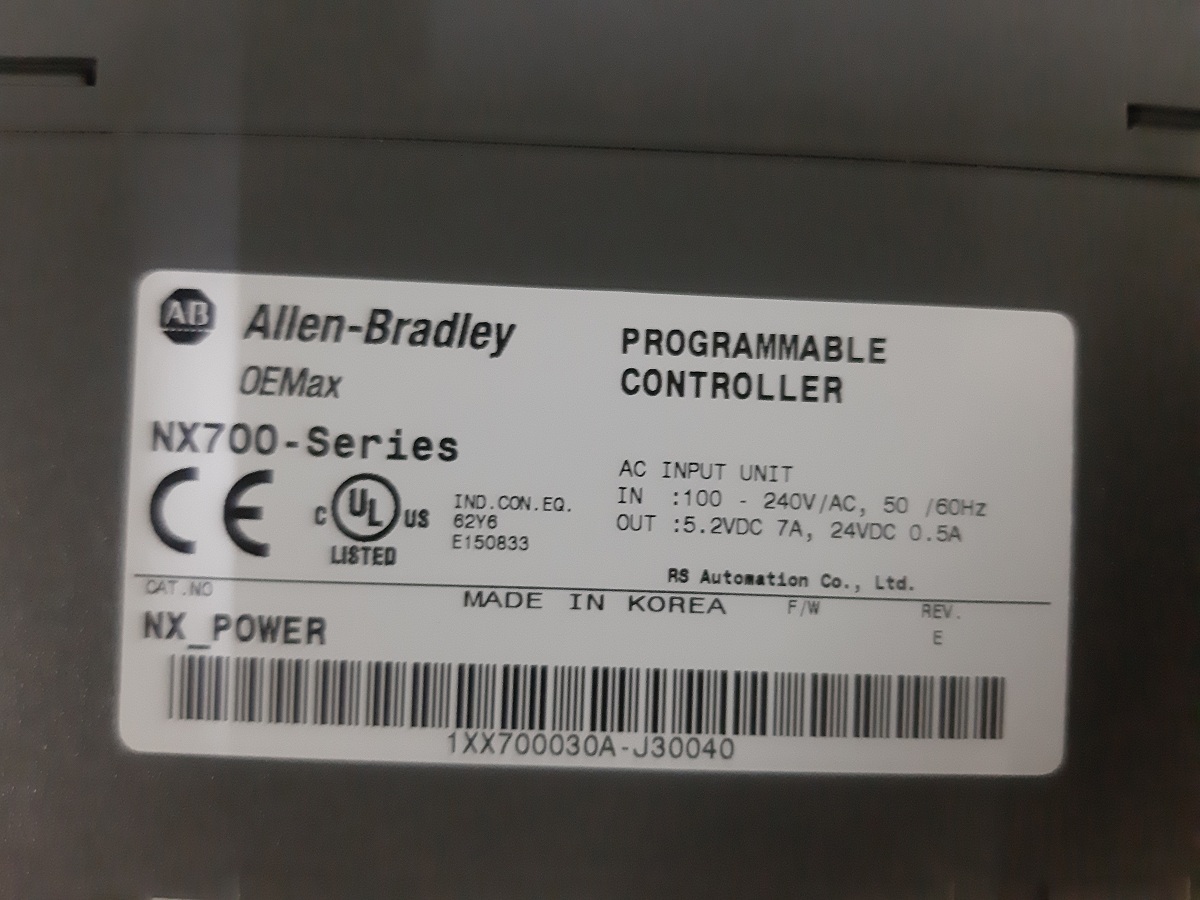 AB Allen-Bradley
OEMax
PROGRAMMABLE
CONTROLLER
NX700-Series
CE
C UL US
LISTED
IND.CON.EQ.
62Y6
E150833
AC INPUT UNIT
IN :100 - 240V/AC, 50 /60Hz
OUT :5.2VDC 7A, 24VDC 0.5A
RS Automation Co., Ltd.
CAT.NO
MADE IN KOREA
F/W
REV.
NX_POWER
E
1XX700030A-J30040